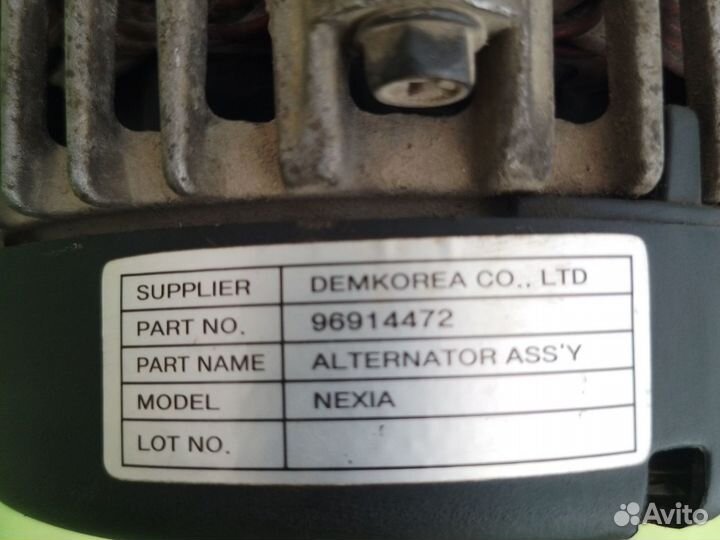 SUPPLIER DEMKOREA CO., LTD
PART NO. 96914472
PART NAME ALTERNATOR ASS'Y
MODEL NEXIA
LOT NO.
Avito